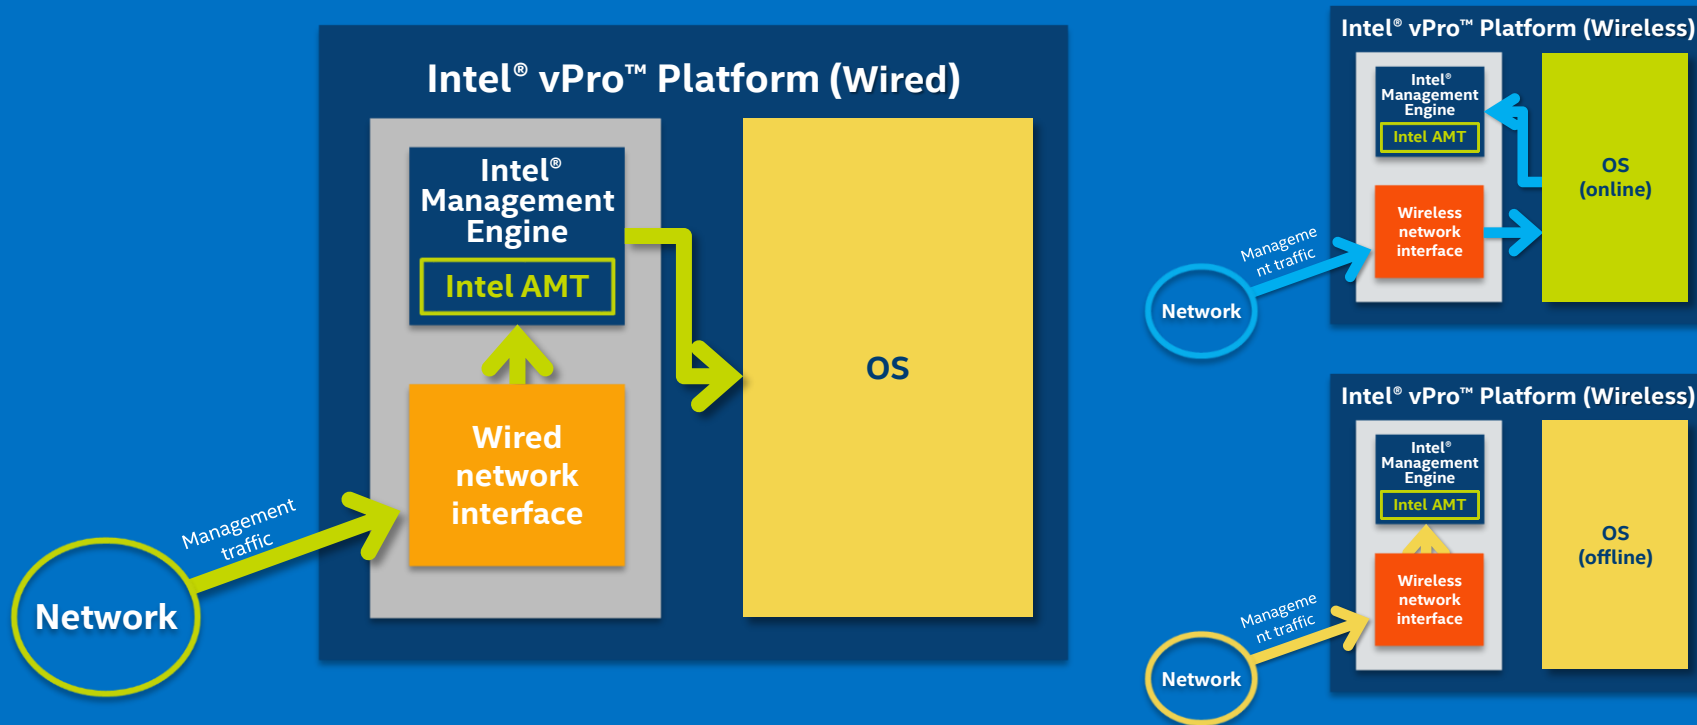 Intel® vPro™ Platform (Wired)
Intel®
Management
Engine
Intel AMT
Wired
network
interface
OS
Management
traffic
Network
Intel® vPro™ Platform (Wireless)
Intel®
Management
Engine
Intel AMT
Wireless
network
interface
OS
(online)
Manageme
nt traffic
Network
Intel® vPro™ Platform (Wireless)
Intel®
Management
Engine
Intel AMT
Wireless
network
interface
OS
(offline)
Manageme
nt traffic
Network